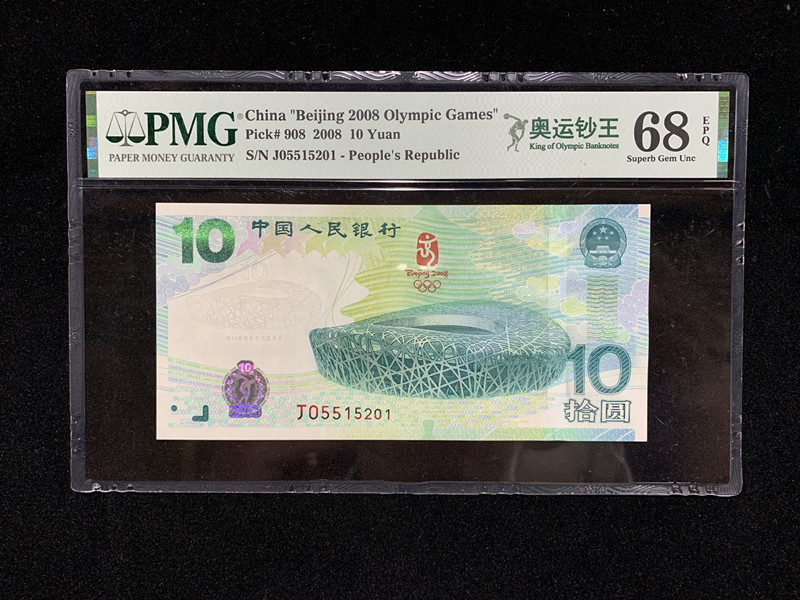 PMG
PAPER MONEY GUARANTY
China "Beijing 2008 Olympic Games"
Pick# 908 2008 10 Yuan
S/N J05515201 - People's Republic
奥运钞王
King of Olympic Banknotes
68
EPQ
Superb Gem Unc
10
中国人民银行
Beijing 2008
10
10
J05515201
10
拾圆